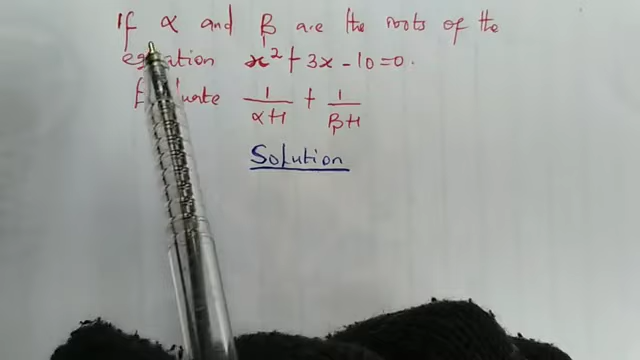 If α and β are the roots of the
equation x² + 3x - 10 = 0.
Evaluate 1/(α+1) + 1/(β+1)
Solution